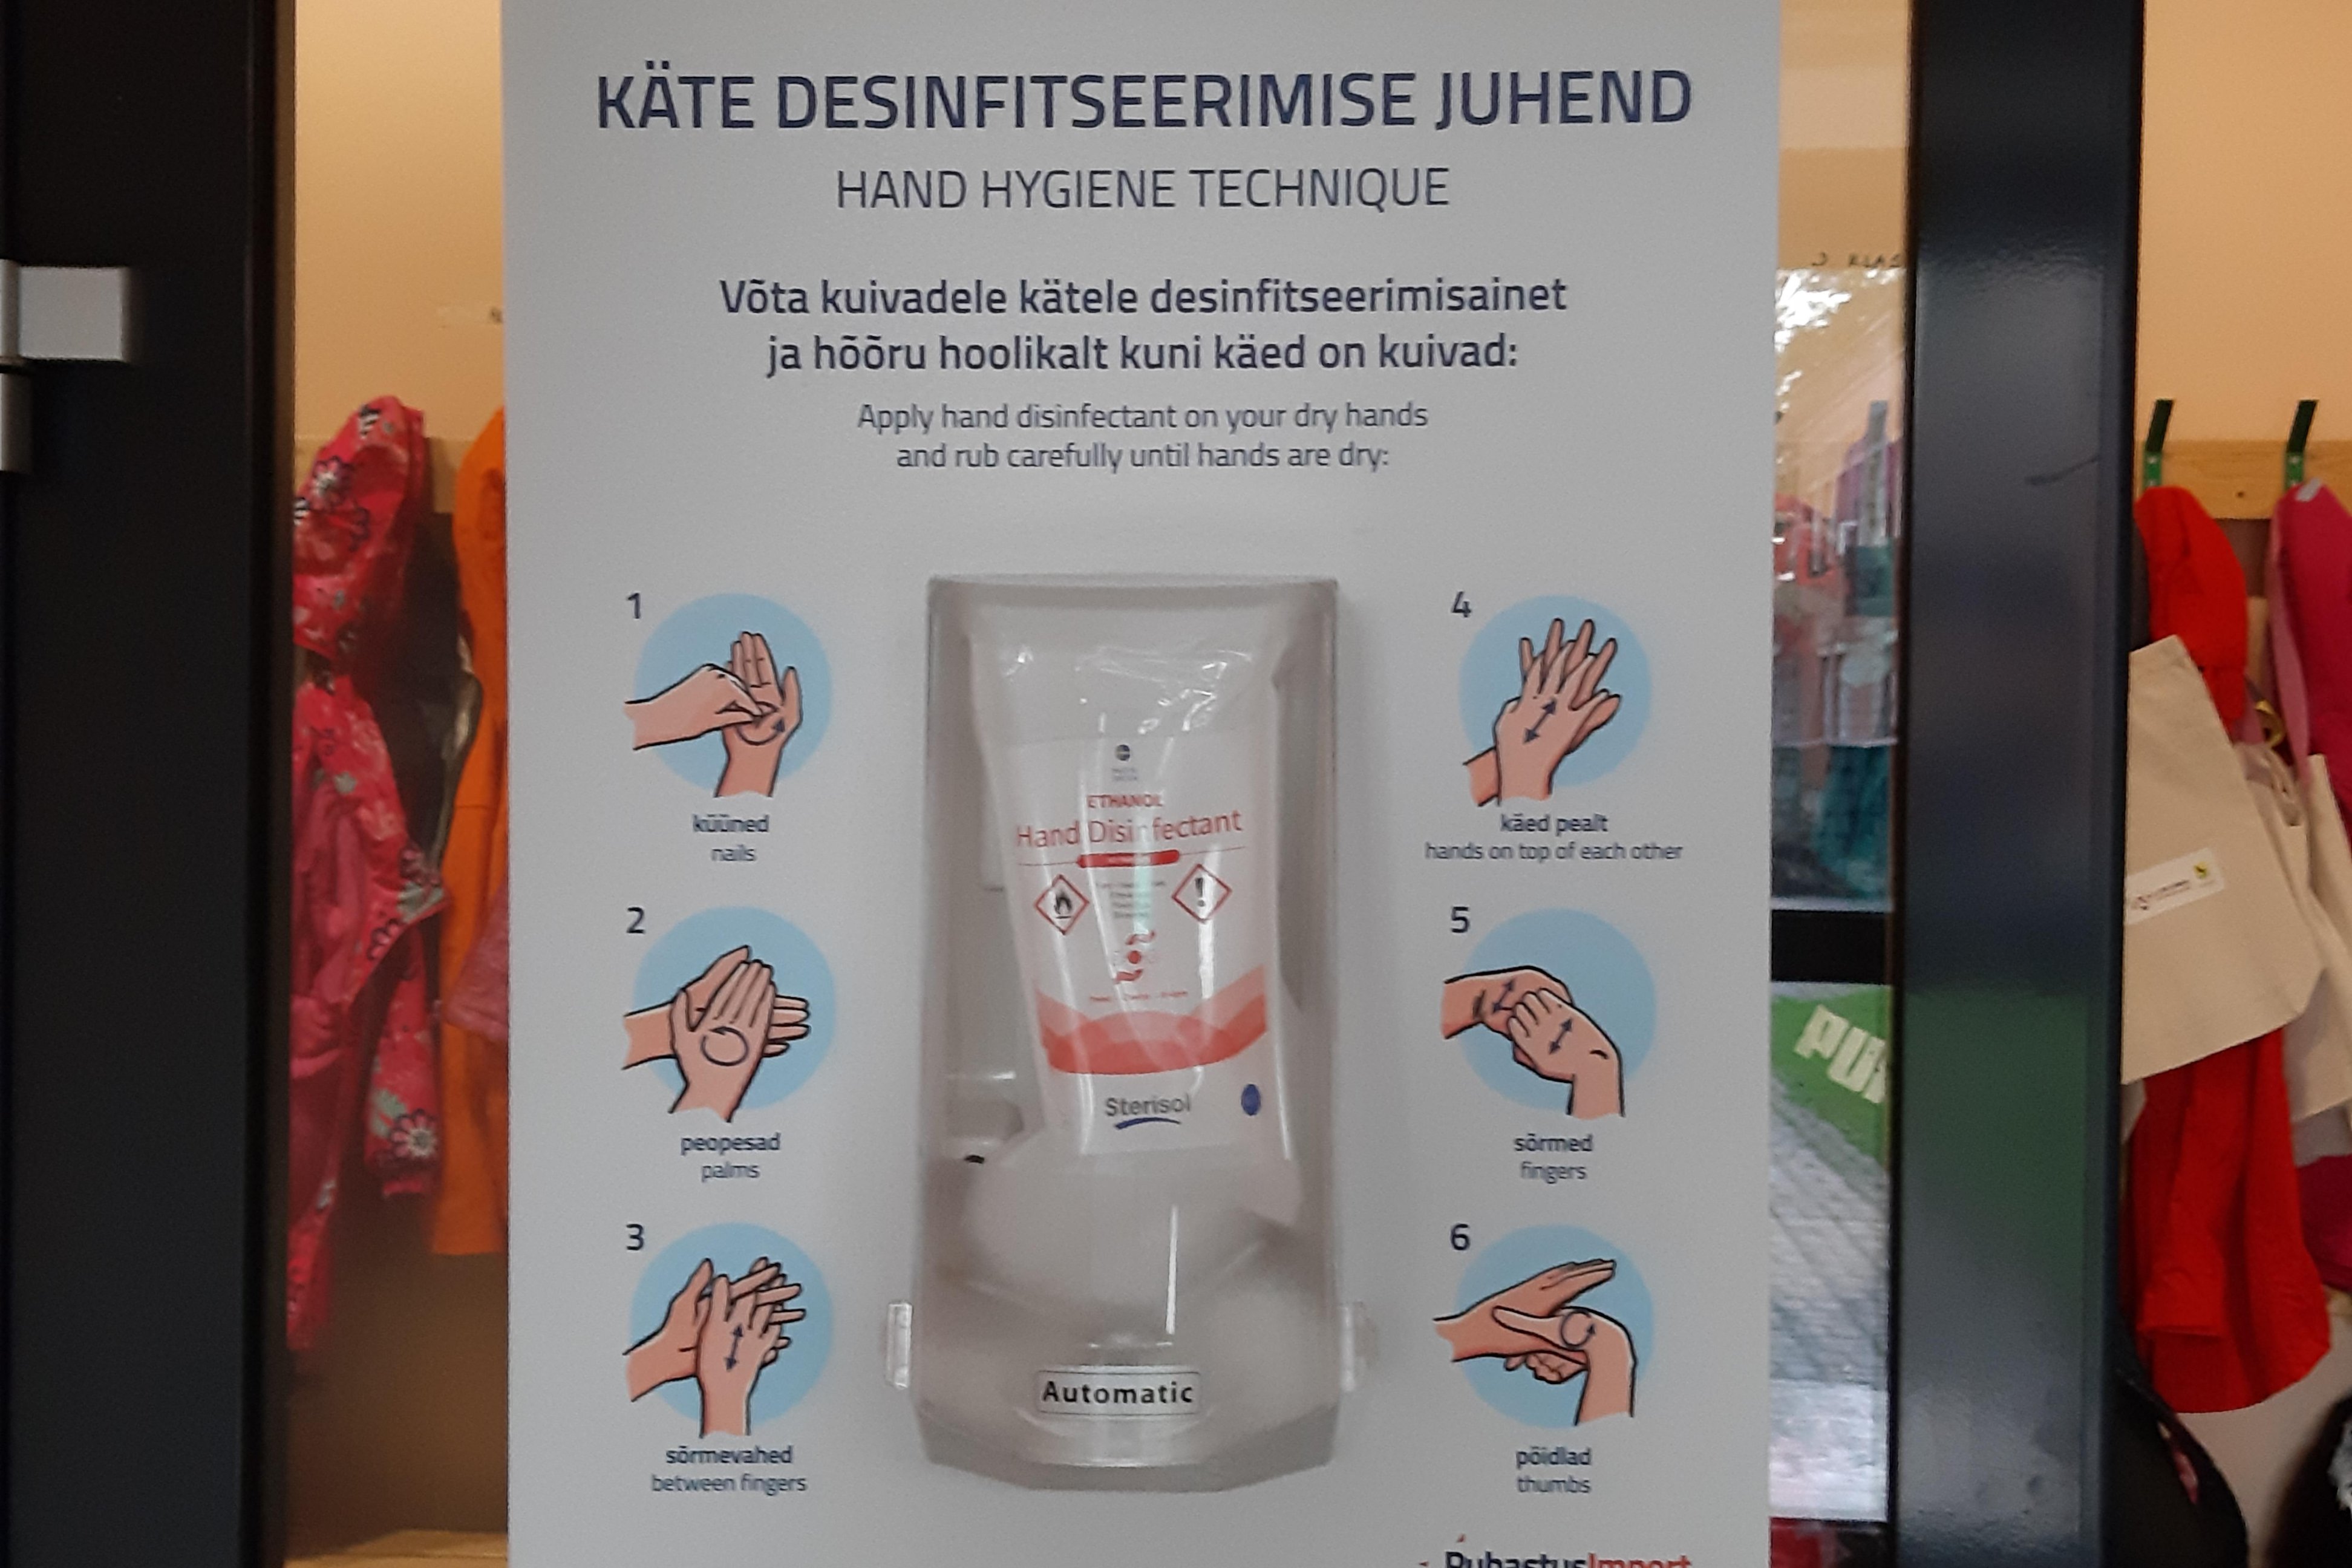 KÄTE DESINFITSEERIMISE JUHEND
HAND HYGIENE TECHNIQUE
Võta kuivadele kätele desinfitseerimisainet
ja hõõru hoolikalt kuni käed on kuivad:
Apply hand disinfectant on your dry hands
and rub carefully until hands are dry:
1
küüned
nails
2
peopesad
palms
3
sõrmevahed
between fingers
ETHANOL
Hand Disinfectant
Sterisol
Automatic
4
käed pealt
hands on top of each other
5
sõrmed
fingers
6
pöidlad
thumbs
PuhastusImport